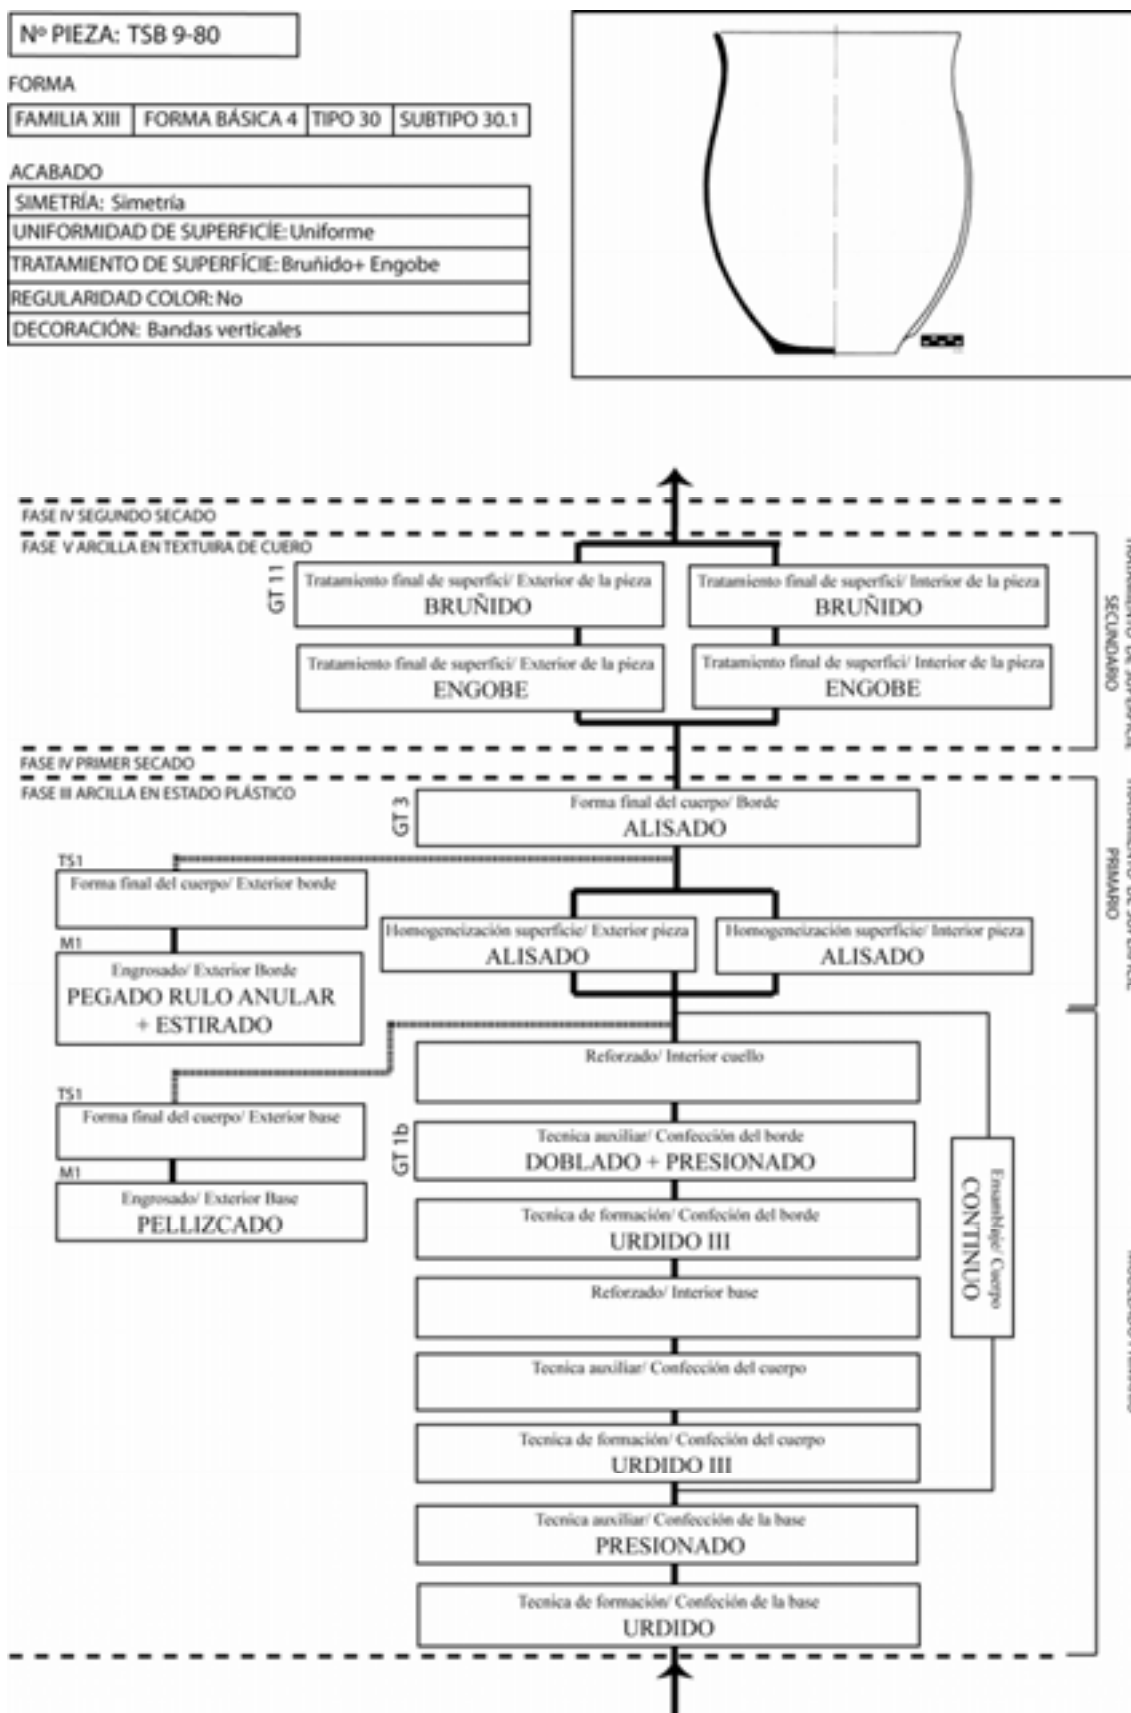 Nº PIEZA: TSB 9-80
FORMA
FAMILIA XIII FORMA BÁSICA 4 TIPO 30 SUBTIPO 30.1
ACABADO
SIMETRÍA: Simetría
UNIFORMIDAD DE SUPERFICÍE: Uniforme
TRATAMIENTO DE SUPERFÍCIE: Bruñido+ Engobe
REGULARIDAD COLOR: No
DECORACIÓN: Bandas verticales
FASE IV SEGUNDO SECADO
FASE V ARCILLA EN TEXTUIRA DE CUERO
GT 11
Tratamiento final de superfici/ Exterior de la pieza
BRUÑIDO
Tratamiento final de superfici/ Interior de la pieza
BRUÑIDO
Tratamiento final de superfici/ Exterior de la pieza
ENGOBE
Tratamiento final de superfici/ Interior de la pieza
ENGOBE
SECUNDARIO
FASE IV PRIMER SECADO
FASE III ARCILLA EN ESTADO PLÁSTICO
GT 3
Forma final del cuerpo/ Borde
ALISADO
PRIMARIO
TS1
Forma final del cuerpo/ Exterior borde
Homogeneización superficie/ Exterior pieza
ALISADO
Homogeneización superficie/ Interior pieza
ALISADO
M1
Engrosado/ Exterior Borde
PEGADO RULO ANULAR
+ ESTIRADO
Reforzado/ Interior cuello
TS1
Forma final del cuerpo/ Exterior base
GT 1b
Tecnica auxiliar/ Confección del borde
DOBLADO + PRESIONADO
M1
Engrosado/ Exterior Base
PELLIZCADO
Tecnica de formación/ Confeción del borde
URDIDO III
Ensamblaje/ Cuerpo
CONTINUO
Reforzado/ Interior base
Tecnica auxiliar/ Confección del cuerpo
Tecnica de formación/ Confeción del cuerpo
URDIDO III
Tecnica auxiliar/ Confección de la base
PRESIONADO
Tecnica de formación/ Confeción de la base
URDIDO